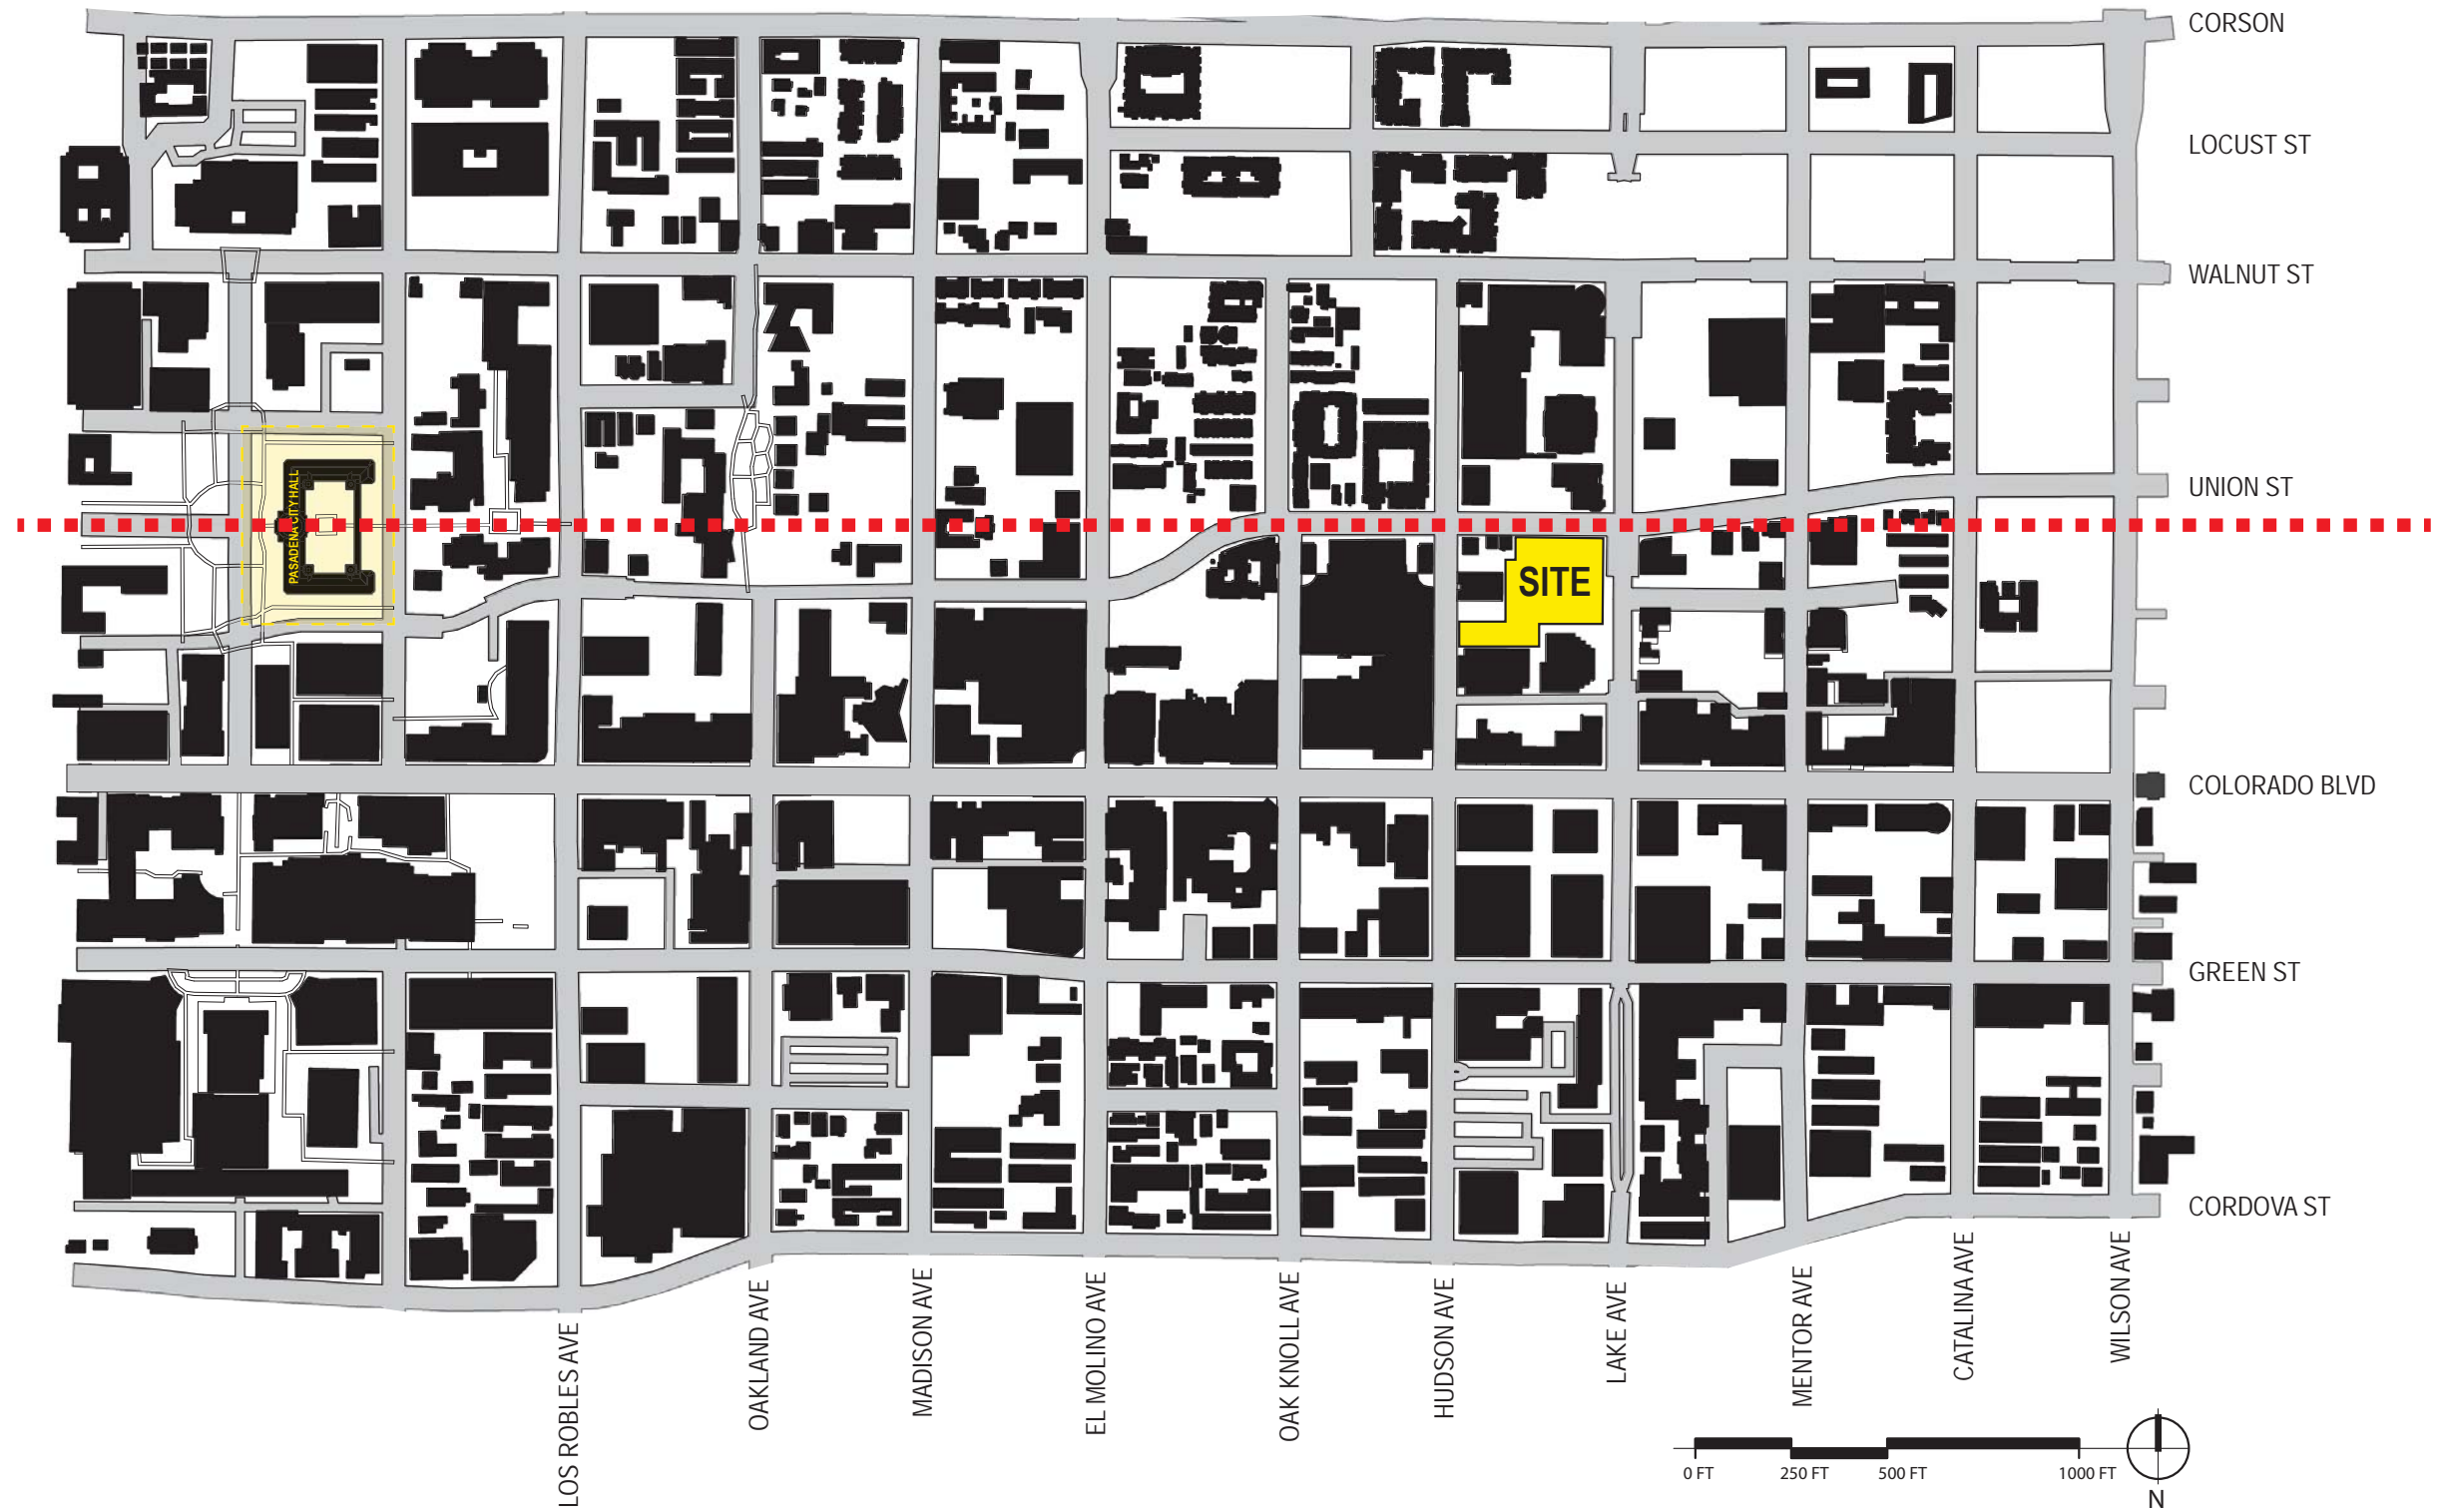 CORSON
LOCUST ST
WALNUT ST
UNION ST
PASADENA CITY HALL
SITE
COLORADO BLVD
GREEN ST
CORDOVA ST
LOS ROBLES AVE
OAKLAND AVE
MADISON AVE
EL MOLINO AVE
OAK KNOLL AVE
HUDSON AVE
LAKE AVE
MENTOR AVE
CATALINA AVE
WILSON AVE
0 FT
250 FT
500 FT
1000 FT
N